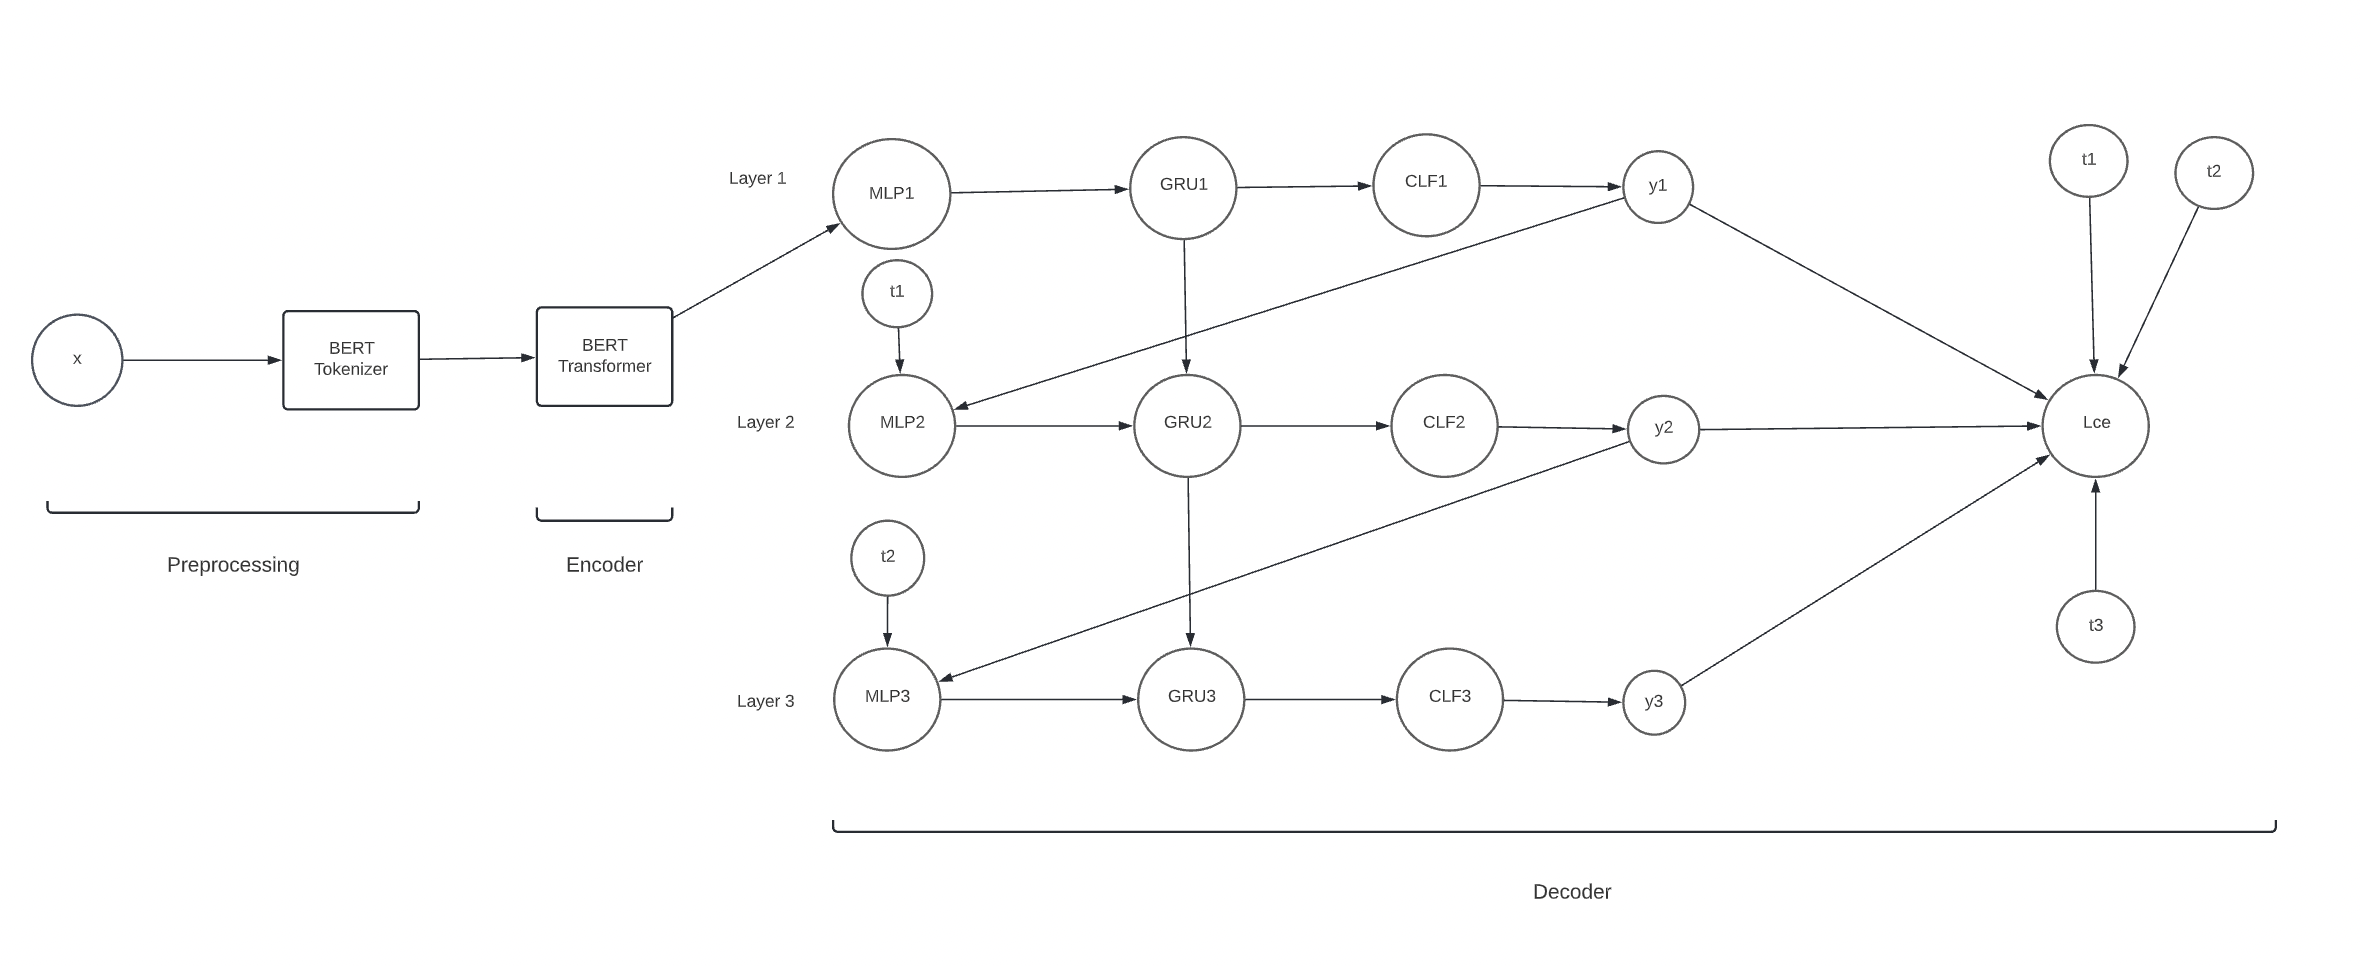 x
BERT
Tokenizer
BERT
Transformer
Preprocessing
Encoder
Layer 1
MLP1
GRU1
CLF1
y1
t1
t2
t1
Layer 2
MLP2
GRU2
CLF2
y2
Lce
t2
t3
Layer 3
MLP3
GRU3
CLF3
y3
Decoder